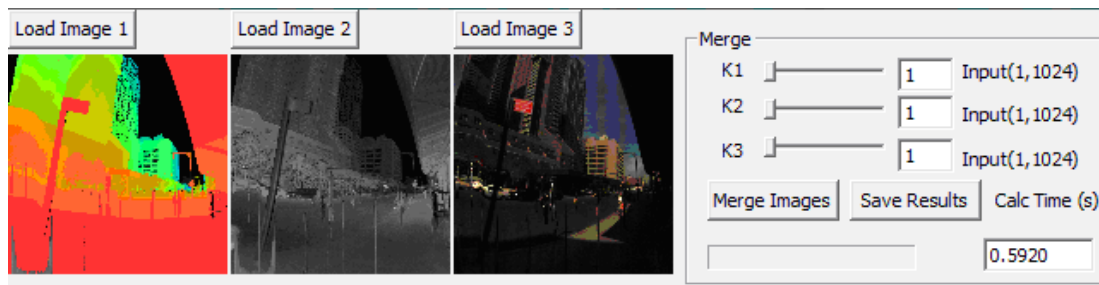 Load Image 1
Load Image 2
Load Image 3
Merge
K1
1
Input(1,1024)
K2
1
Input(1,1024)
K3
1
Input(1,1024)
Merge Images
Save Results
Calc Time (s)
0.5920